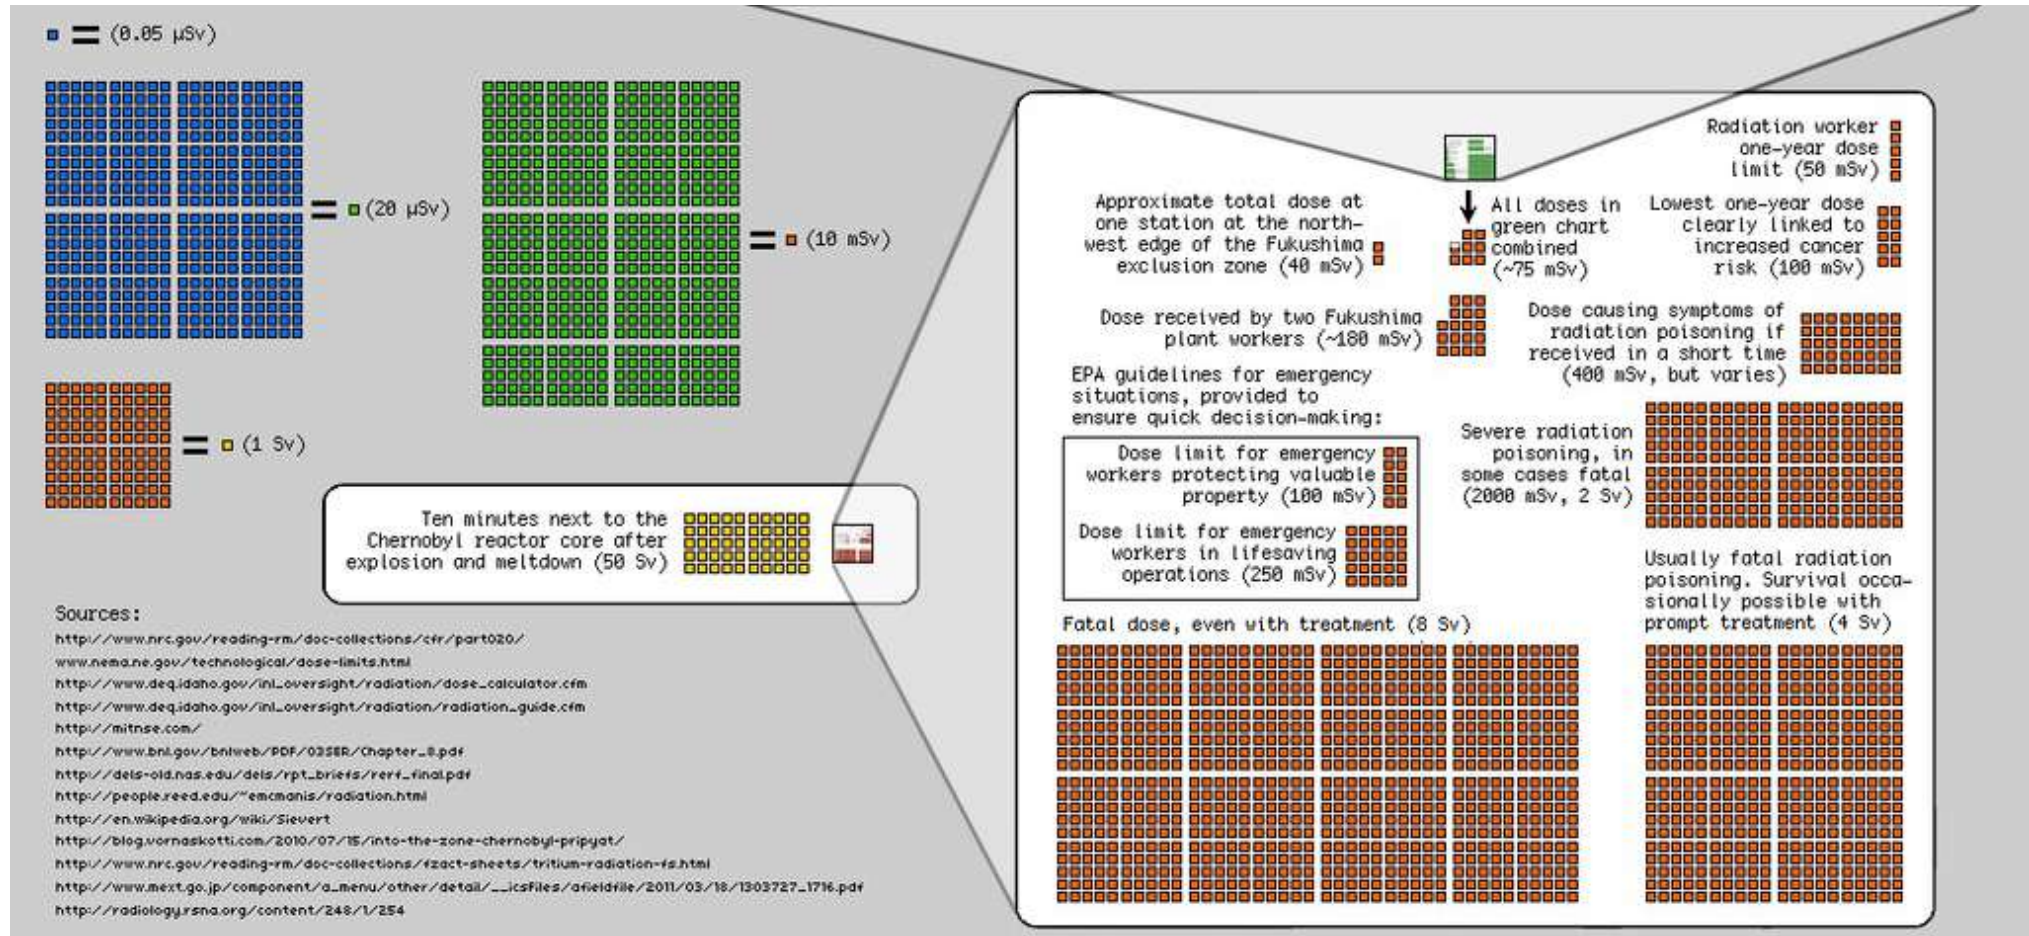 (0.05 µSv)
(20 µSv)
(10 mSv)
(1 Sv)
Ten minutes next to the
Chernobyl reactor core after
explosion and meltdown (50 Sv)
Sources:
http://www.nrc.gov/reading-rm/doc-collections/cfr/part020/
www.nema.ne.gov/technological/dose-limits.html
http://www.deq.idaho.gov/inl_oversight/radiation/dose_calculator.cfm
http://www.deq.idaho.gov/inl_oversight/radiation/radiation_guide.cfm
http://mitnse.com/
http://www.bnl.gov/bnlweb/PDF/03SER/Chapter_8.pdf
http://dels-old.nas.edu/dels/rpt_briefs/rerf_final.pdf
http://people.reed.edu/~emcmanis/radiation.html
http://en.wikipedia.org/wiki/Sievert
http://blog.vornaskotti.com/2010/07/15/into-the-zone-chernobyl-pripyat/
http://www.nrc.gov/reading-rm/doc-collections/fzact-sheets/tritium-radiation-fs.html
http://www.mext.go.jp/component/a_menu/other/detail/__icsFiles/afieldfile/2011/03/18/1303727_1716.pdf
http://radiology.rsna.org/content/248/1/254
Radiation worker
one-year dose
limit (50 mSv)
Approximate total dose at
one station at the north-
west edge of the Fukushima
exclusion zone (40 mSv)
All doses in
green chart
combined
(~75 mSv)
Lowest one-year dose
clearly linked to
increased cancer
risk (100 mSv)
Dose received by two Fukushima
plant workers (~180 mSv)
Dose causing symptoms of
radiation poisoning if
received in a short time
(400 mSv, but varies)
EPA guidelines for emergency
situations, provided to
ensure quick decision-making:
Dose limit for emergency
workers protecting valuable
property (100 mSv)
Dose limit for emergency
workers in lifesaving
operations (250 mSv)
Severe radiation
poisoning, in
some cases fatal
(2000 mSv, 2 Sv)
Usually fatal radiation
poisoning. Survival occa-
sionally possible with
prompt treatment (4 Sv)
Fatal dose, even with treatment (8 Sv)